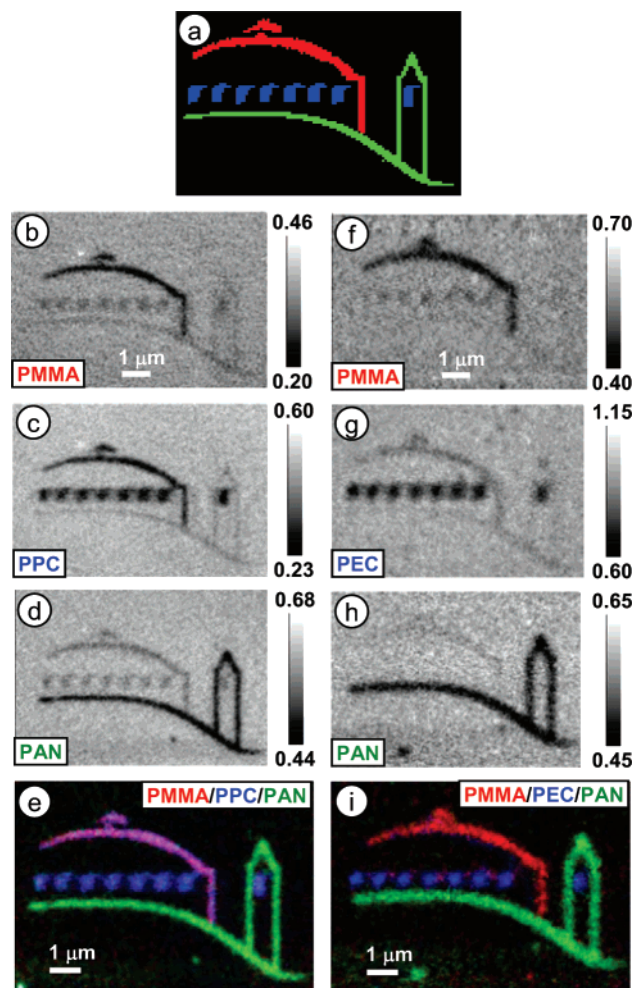 a
b
0.46
f
0.70
1 μm
1 μm
PMMA
0.20
PMMA
0.40
c
0.60
g
1.15
PPC
0.23
PEC
0.60
d
0.68
h
0.65
PAN
0.44
PAN
0.45
e
PMMA/PPC/PAN
i
PMMA/PEC/PAN
1 μm
1 μm